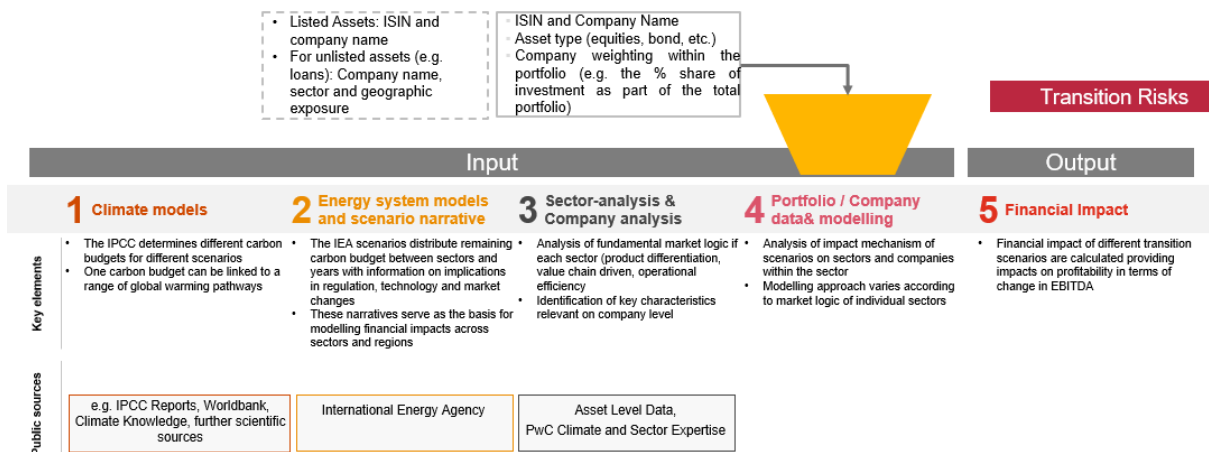 Listed Assets: ISIN and
company name
For unlisted assets (e.g.
loans): Company name,
sector and geographic
exposure
ISIN and Company Name
Asset type (equities, bond, etc.)
Company weighting within the
portfolio (e.g. the % share of
investment as part of the total
portfolio)
Transition Risks
Input
Output
1 Climate models
2 Energy system models
and scenario narrative
3 Sector-analysis &
Company analysis
4 Portfolio / Company
data& modelling
5 Financial Impact
Key elements
• The IPCC determines different carbon
budgets for different scenarios
• One carbon budget can be linked to a
range of global warming pathways
• The IEA scenarios distribute remaining
carbon budget between sectors and
years with information on implications
in regulation, technology and market
changes
• These narratives serve as the basis for
modelling financial impacts across
sectors and regions
• Analysis of fundamental market logic if
each sector (product differentiation,
value chain driven, operational
efficiency
• Identification of key characteristics
relevant on company level
• Analysis of impact mechanism of
scenarios on sectors and companies
within the sector
• Modelling approach varies according
to market logic of individual sectors
• Financial impact of different transition
scenarios are calculated providing
impacts on profitability in terms of
change in EBITDA
Public sources
e.g. IPCC Reports, Worldbank,
Climate Knowledge, further scientific
sources
International Energy Agency
Asset Level Data,
PwC Climate and Sector Expertise